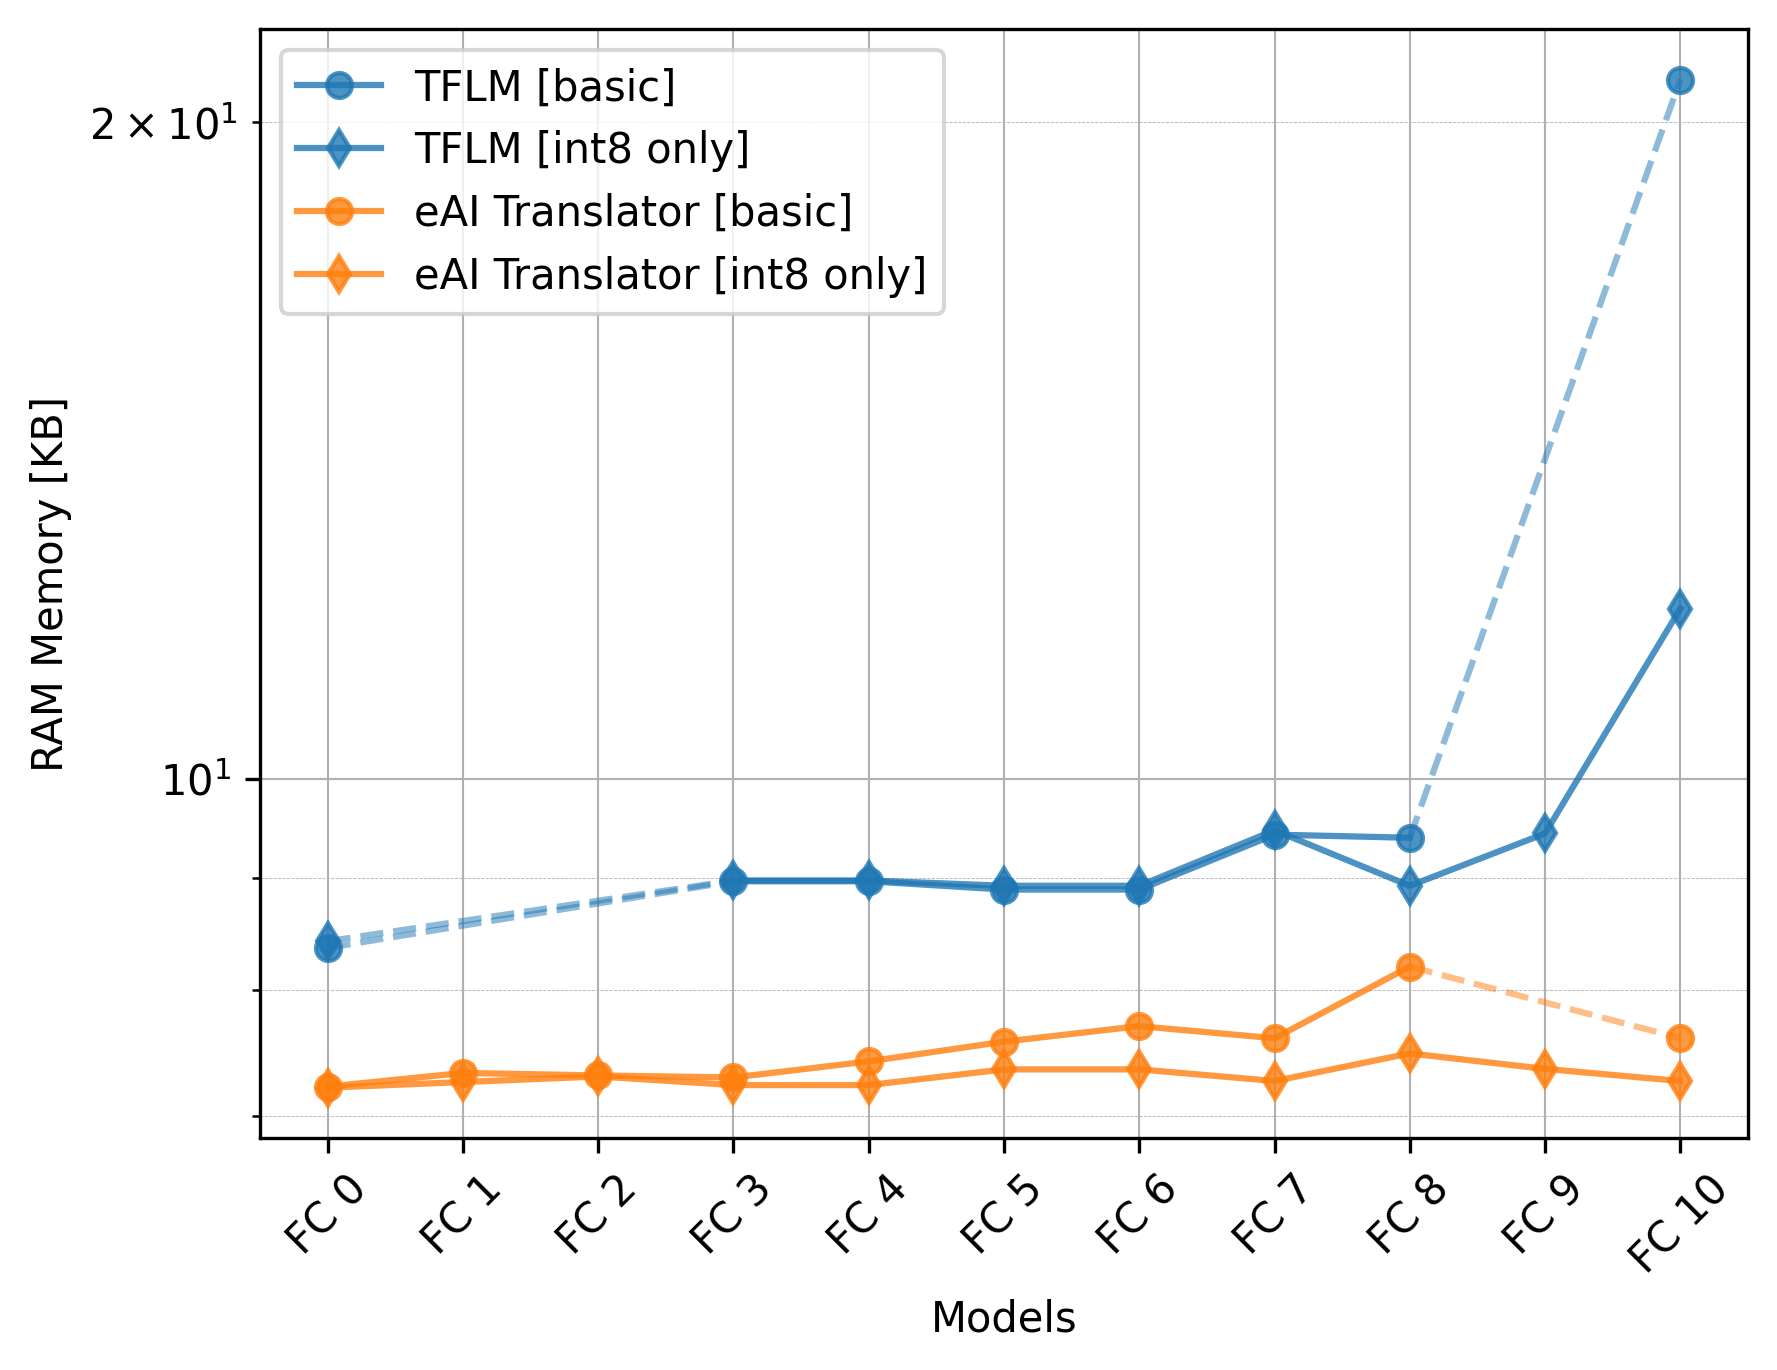 TFLM [basic]
TFLM [int8 only]
eAI Translator [basic]
eAI Translator [int8 only]
2 × 10¹
10¹
RAM Memory [KB]
FC 0
FC 1
FC 2
FC 3
FC 4
FC 5
FC 6
FC 7
FC 8
FC 9
FC 10
Models